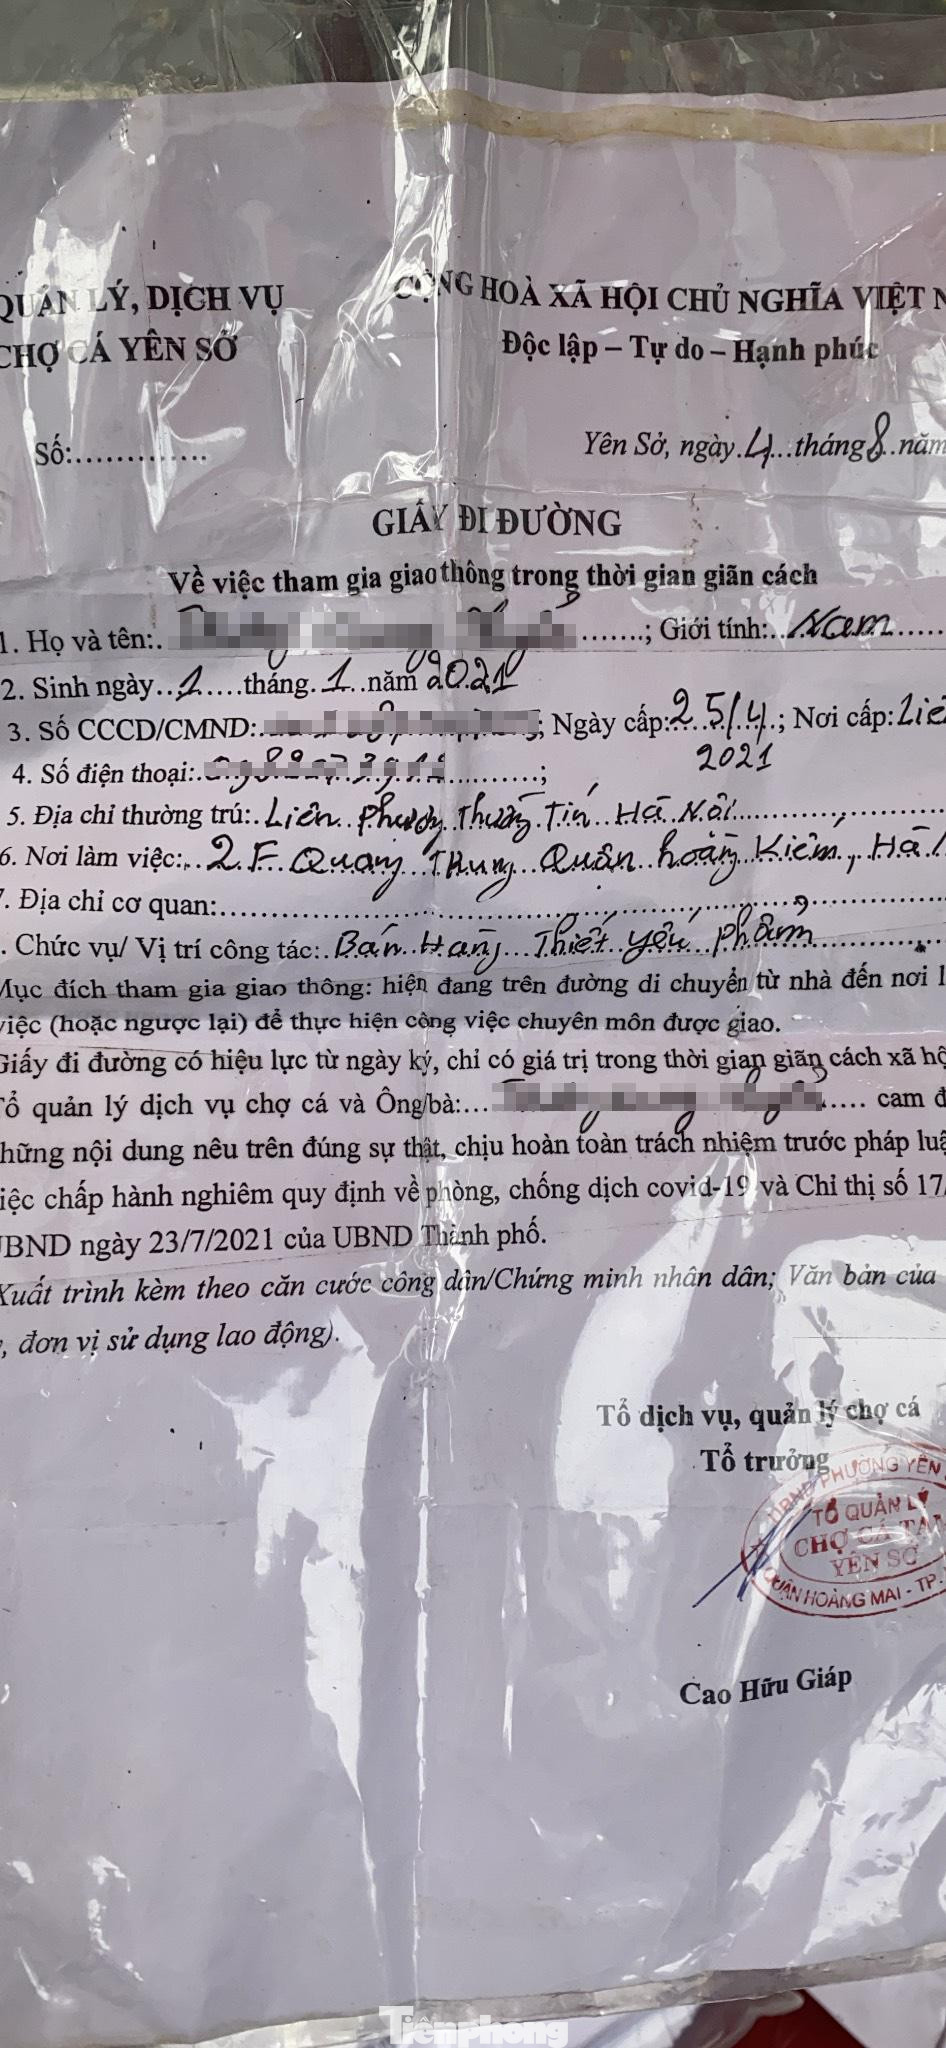 QUẢN LÝ, DỊCH VỤ
CHỢ CÁ YÊN SỞ
CỘNG HOÀ XÃ HỘI CHỦ NGHĨA VIỆT N
Độc lập – Tự do – Hạnh phúc
Số:.............
Yên Sở, ngày.4...tháng 8..năm
GIẤY ĐI ĐƯỜNG
Về việc tham gia giao thông trong thời gian giãn cách
1. Họ và tên:. .......; Giới tính:..Nam......
2. Sinh ngày..1....tháng.1..năm 2021
3. Số CCCD/CMND:. ; Ngày cấp:25/4.; Nơi cấp:Liê
2021
4. Số điện thoại:. ..........;
5. Địa chỉ thường trú:.Liên..Phương Thường Tín Hà Nội..........
6. Nơi làm việc:..2.F.Quang Trung Quận hoàng Kiếm, Hà
7. Địa chỉ cơ quan:..........
. Chức vụ/ Vị trí công tác:.Bán Hàng Thiết yếu phẩm..........
Mục đích tham gia giao thông: hiện đang trên đường di chuyển từ nhà đến nơi l
việc (hoặc ngược lại) để thực hiện công việc chuyên môn được giao.
Giấy đi đường có hiệu lực từ ngày ký, chỉ có giá trị trong thời gian giãn cách xã hộ
Tổ quản lý dịch vụ chợ cá và Ông/bà:... ..... cam đ
hững nội dung nêu trên đúng sự thật, chịu hoàn toàn trách nhiệm trước pháp luậ
iệc chấp hành nghiêm quy định về phòng, chống dịch covid-19 và Chỉ thị số 17/
UBND ngày 23/7/2021 của UBND Thành phố.
Xuất trình kèm theo căn cước công dân/Chứng minh nhân dân; Văn bản của
, đơn vị sử dụng lao động).
Tổ dịch vụ, quản lý chợ cá
Tổ trưởng
UBND PHƯỜNG YÊN
TỔ QUẢN LÝ
CHỢ CÁ
YÊN SỞ
QUẬN HOÀNG MAI - TP.
Cao Hữu Giáp
Tiềnphong